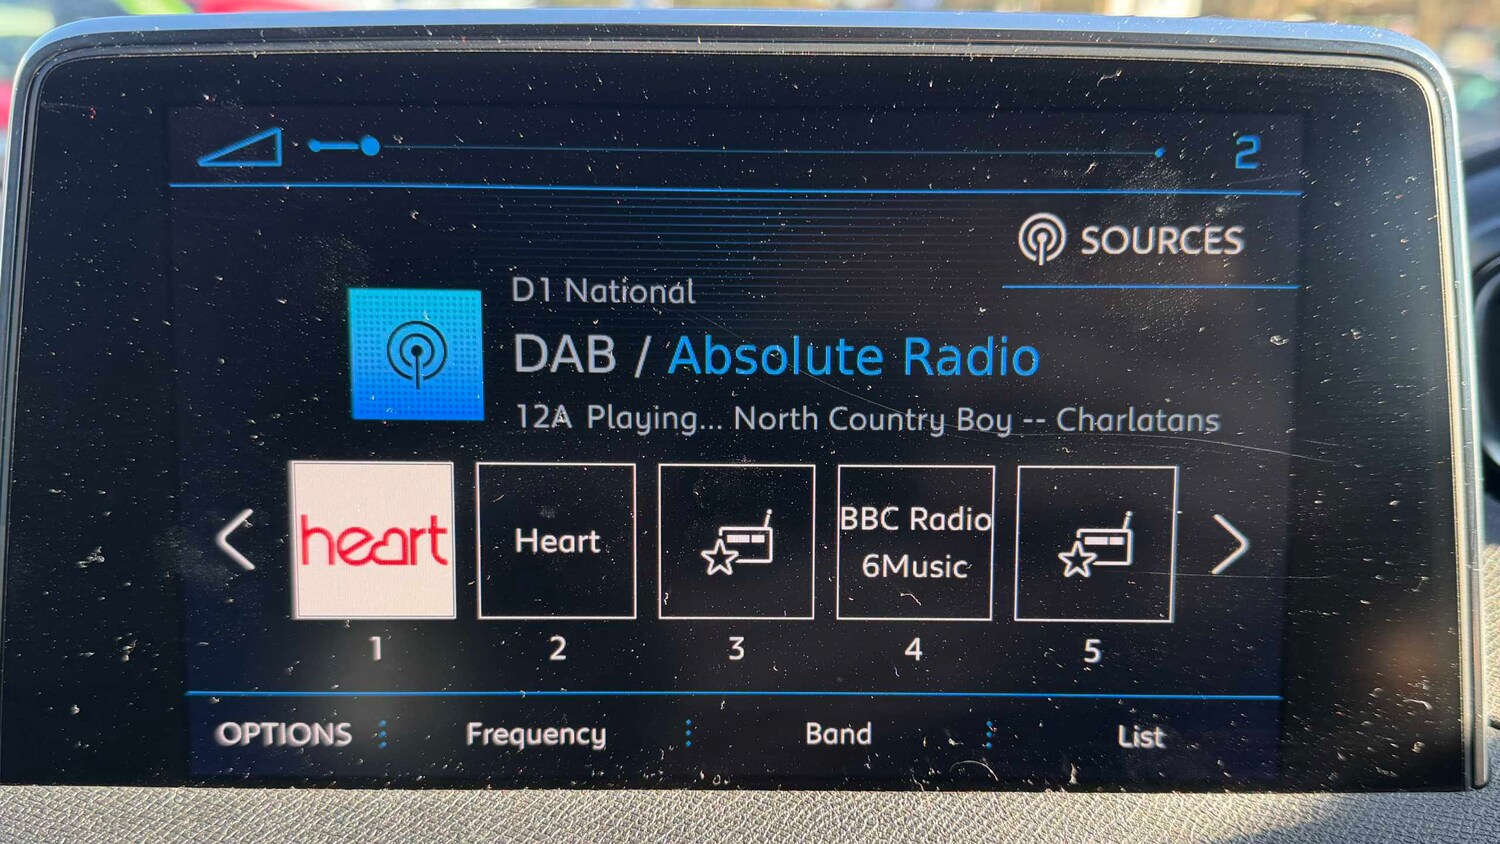 2
SOURCES
D1 National
DAB / Absolute Radio
12A Playing... North Country Boy -- Charlatans
heart
Heart
BBC Radio
6Music
1
2
3
4
5
OPTIONS
Frequency
Band
List